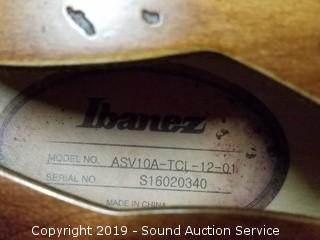 Ibanez
MODEL NO. ASV10A-TCL-12-01
SERIAL NO. S16020340
MADE IN CHINA
Copyright 2019 - Sound Auction Service